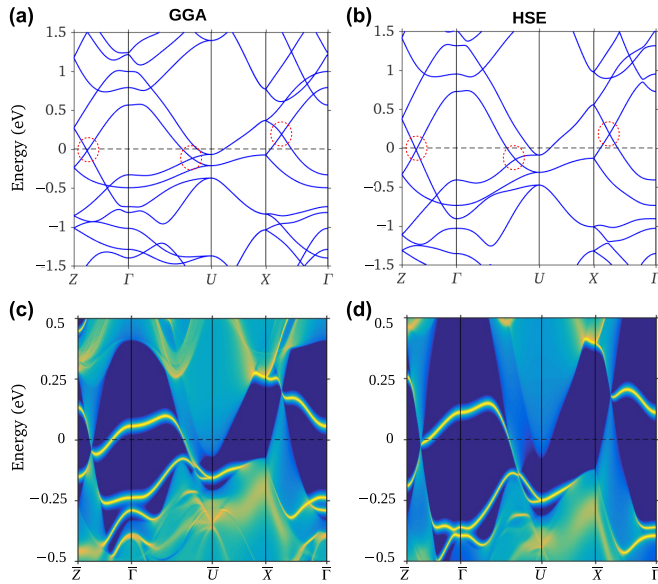 (a) GGA
(b) HSE
Energy (eV)
1.5
1
0.5
0
−0.5
−1
−1.5
Z Γ U X Γ
1.5
1
0.5
0
−0.5
−1
−1.5
Z Γ U X Γ
(c)
(d)
Energy (eV)
0.5
0.25
0
−0.25
−0.5
Z̅ Γ̅ U̅ X̅ Γ̅
0.5
0.25
0
−0.25
−0.5
Z̅ Γ̅ U̅ X̅ Γ̅